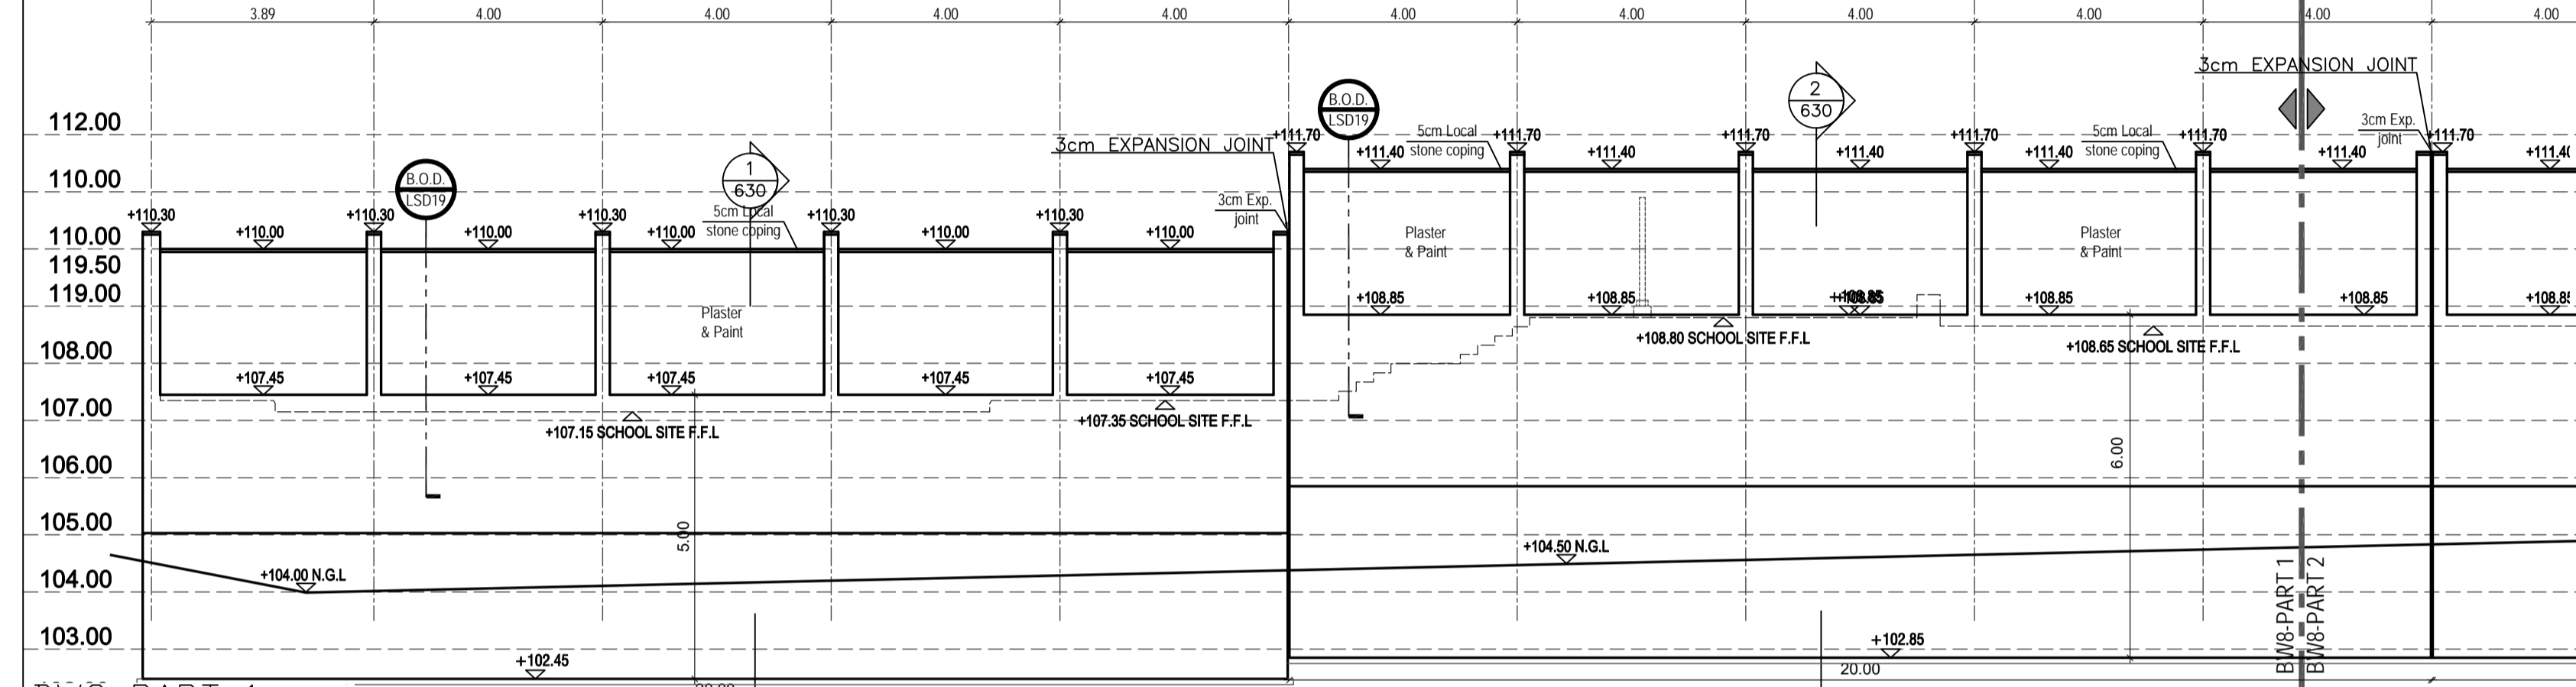 3.89 4.00 4.00 4.00 4.00 4.00 4.00 4.00 4.00 4.00 4.00
3cm EXPANSION JOINT
B.O.D. 2
LSD19 630
112.00
+111.70 5cm Local +111.70 +111.70 +111.70 5cm Local +111.70 3cm Exp. +111.70
3cm EXPANSION JOINT
+111.40 stone coping +111.40 +111.40 +111.40 stone coping +111.40 joint
B.O.D. 1
LSD19 630
110.00
+110.30 +110.30 +110.30 5cm Local +110.30 +110.30 3cm Exp.
stone coping joint
110.00
+110.00 +110.00 +110.00 +110.00 +110.00
Plaster Plaster
& Paint & Paint
119.50
119.00
+108.85 +108.85 +108.85 +108.85 +108.85
Plaster
& Paint
+108.80 SCHOOL SITE F.F.L
+108.65 SCHOOL SITE F.F.L
108.00
+107.45 +107.45 +107.45 +107.45 +107.45
107.00
+107.15 SCHOOL SITE F.F.L
+107.35 SCHOOL SITE F.F.L
106.00
6.00
105.00
5.00
+104.50 N.G.L
104.00
+104.00 N.G.L
103.00
+102.85
+102.45
20.00
BW8-PART 1
BW8-PART 2